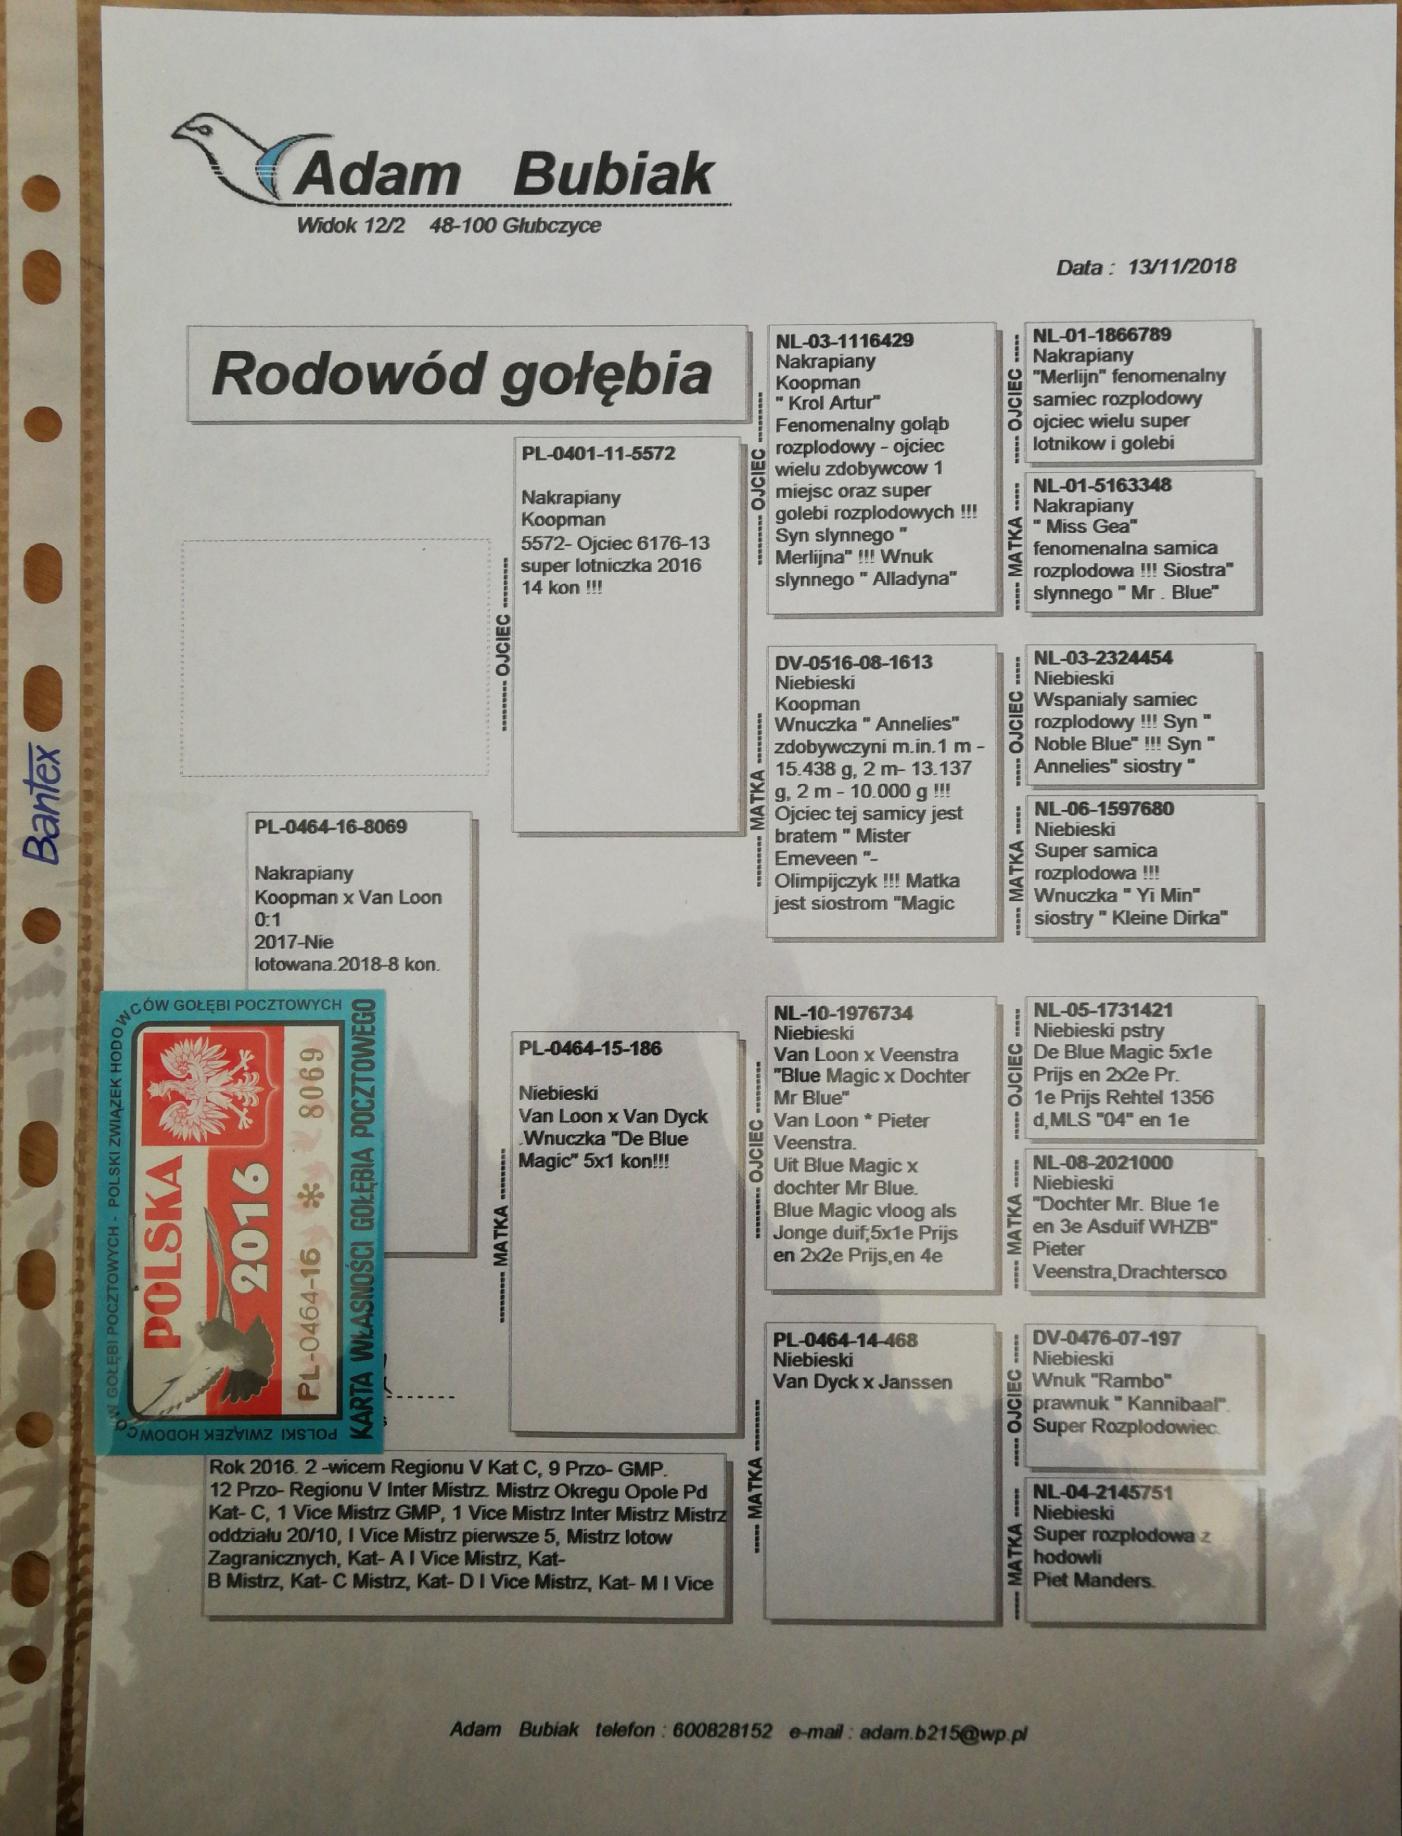 Adam Bubiak
Widok 12/2 48-100 Głubczyce
Data : 13/11/2018
Rodowód gołębia
PL-0464-16-8069
Nakrapiany
Koopman x Van Loon
0:1
2017-Nie
lotowana.2018-8 kon.
OJCIEC
PL-0401-11-5572
Nakrapiany
Koopman
5572- Ojciec 6176-13
super lotniczka 2016
14 kon !!!
MATKA
PL-0464-15-186
Niebieski
Van Loon x Van Dyck
.Wnuczka "De Blue
Magic" 5x1 kon!!!
OJCIEC
NL-03-1116429
Nakrapiany
Koopman
" Krol Artur"
Fenomenalny goląb
rozplodowy - ojciec
wielu zdobywcow 1
miejsc oraz super
golebi rozplodowych !!!
Syn slynnego "
Merlijna" !!! Wnuk
slynnego " Alladyna"
MATKA
DV-0516-08-1613
Niebieski
Koopman
Wnuczka " Annelies"
zdobywczyni m.in.1 m -
15.438 g, 2 m- 13.137
g, 2 m - 10.000 g !!!
Ojciec tej samicy jest
bratem " Mister
Emeveen "-
Olimpijczyk !!! Matka
jest siostrom "Magic
OJCIEC
NL-10-1976734
Niebieski
Van Loon x Veenstra
"Blue Magic x Dochter
Mr Blue"
Van Loon * Pieter
Veenstra.
Uit Blue Magic x
dochter Mr Blue.
Blue Magic vloog als
Jonge duif,5x1e Prijs
en 2x2e Prijs,en 4e
MATKA
PL-0464-14-468
Niebieski
Van Dyck x Janssen
OJCIEC
NL-01-1866789
Nakrapiany
"Merlijn" fenomenalny
samiec rozplodowy
ojciec wielu super
lotnikow i golebi
MATKA
NL-01-5163348
Nakrapiany
" Miss Gea"
fenomenalna samica
rozplodowa !!! Siostra"
slynnego " Mr . Blue"
OJCIEC
NL-03-2324454
Niebieski
Wspanialy samiec
rozplodowy !!! Syn "
Noble Blue" !!! Syn "
Annelies" siostry "
MATKA
NL-06-1597680
Niebieski
Super samica
rozplodowa !!!
Wnuczka " Yi Min"
siostry " Kleine Dirka"
OJCIEC
NL-05-1731421
Niebieski pstry
De Blue Magic 5x1e
Prijs en 2x2e Pr.
1e Prijs Rehtel 1356
d,MLS "04" en 1e
MATKA
NL-08-2021000
Niebieski
"Dochter Mr. Blue 1e
en 3e Asduif WHZB"
Pieter
Veenstra,Drachtersco
OJCIEC
DV-0476-07-197
Niebieski
Wnuk "Rambo"
prawnuk " Kannibaal".
Super Rozplodowiec.
MATKA
NL-04-2145751
Niebieski
Super rozplodowa z
hodowli
Piet Manders.
POLSKI ZWIĄZEK HODOWCÓW GOŁĘBI POCZTOWYCH - POLSKI ZWIĄZEK HODOWCÓW GOŁĘBI POCZTOWYCH
POLSKA
2016
PL-0464-16 * 8069
KARTA WŁASNOŚCI GOŁĘBIA POCZTOWEGO
Rok 2016. 2 -wicem Regionu V Kat C, 9 Przo- GMP.
12 Przo- Regionu V Inter Mistrz. Mistrz Okregu Opole Pd
Kat- C, 1 Vice Mistrz GMP, 1 Vice Mistrz Inter Mistrz Mistrz
oddziału 20/10, I Vice Mistrz pierwsze 5, Mistrz lotow
Zagranicznych, Kat- A I Vice Mistrz, Kat-
B Mistrz, Kat- C Mistrz, Kat- D I Vice Mistrz, Kat- M I Vice
Adam Bubiak telefon : 600828152 e-mail : adam.b215@wp.pl
Bantex